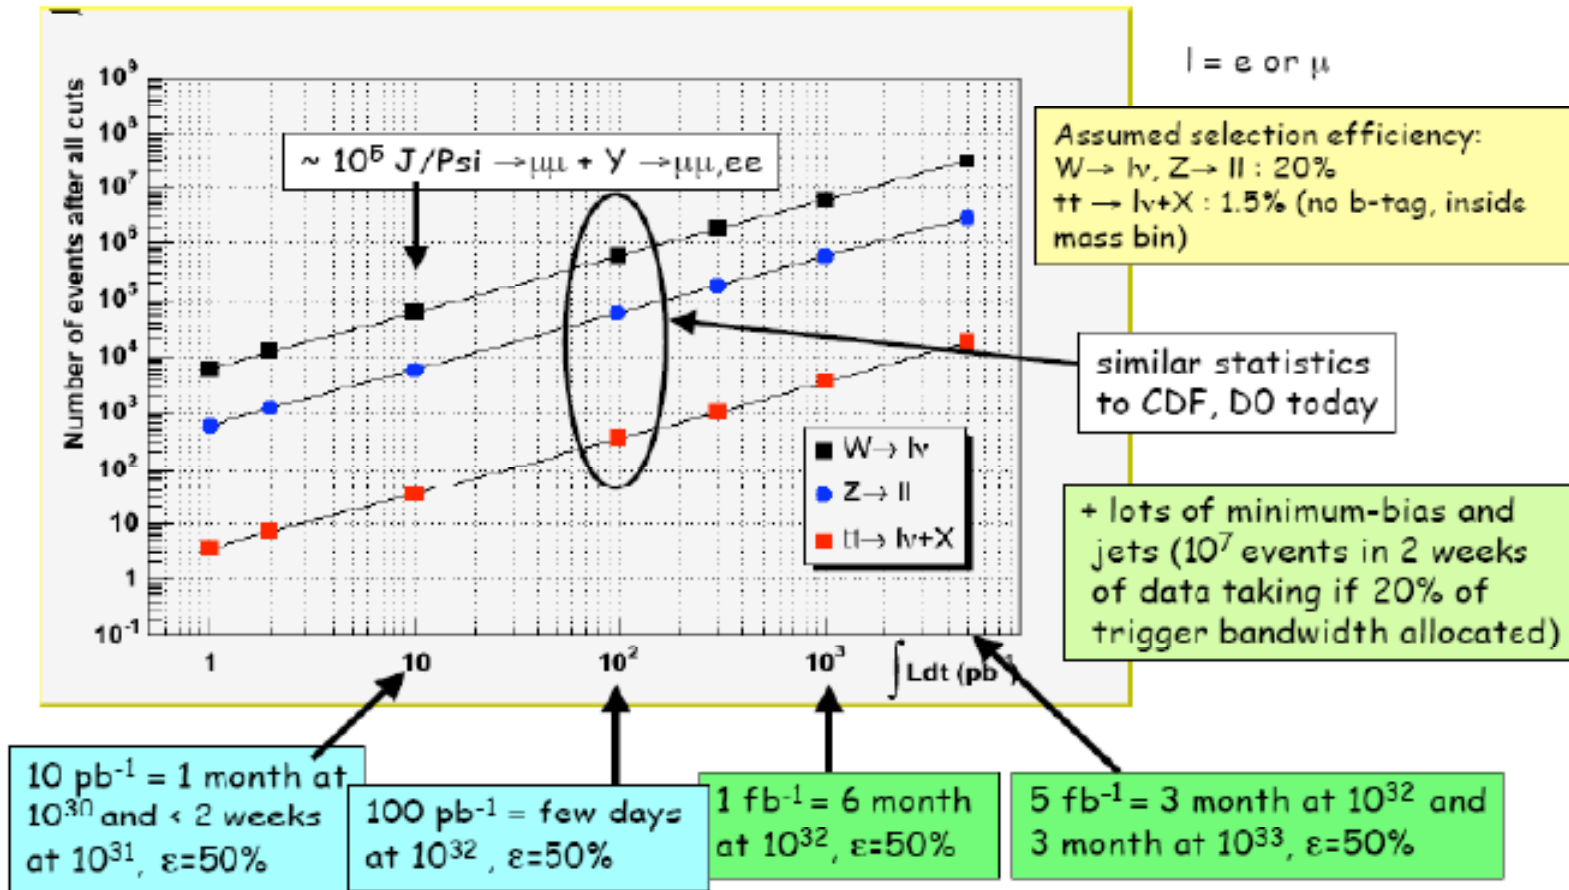 l = e or μ
10⁹
10⁸
10⁷
10⁶
10⁵
10⁴
10³
10²
10
1
10⁻¹
Number of events after all cuts
~ 10⁵ J/Psi →μμ + Y →μμ,ee
Assumed selection efficiency:
W→ lν, Z→ ll : 20%
tt → lν+X : 1.5% (no b-tag, inside
mass bin)
similar statistics
to CDF, D0 today
W→ lν
Z→ ll
tt→ lν+X
+ lots of minimum-bias and
jets (10⁷ events in 2 weeks
of data taking if 20% of
trigger bandwidth allocated)
1
10
10²
10³
∫Ldt (pb⁻¹)
10 pb⁻¹ = 1 month at
10³⁰ and < 2 weeks
at 10³¹, ε=50%
100 pb⁻¹ = few days
at 10³² , ε=50%
1 fb⁻¹ = 6 month
at 10³², ε=50%
5 fb⁻¹ = 3 month at 10³² and
3 month at 10³³, ε=50%